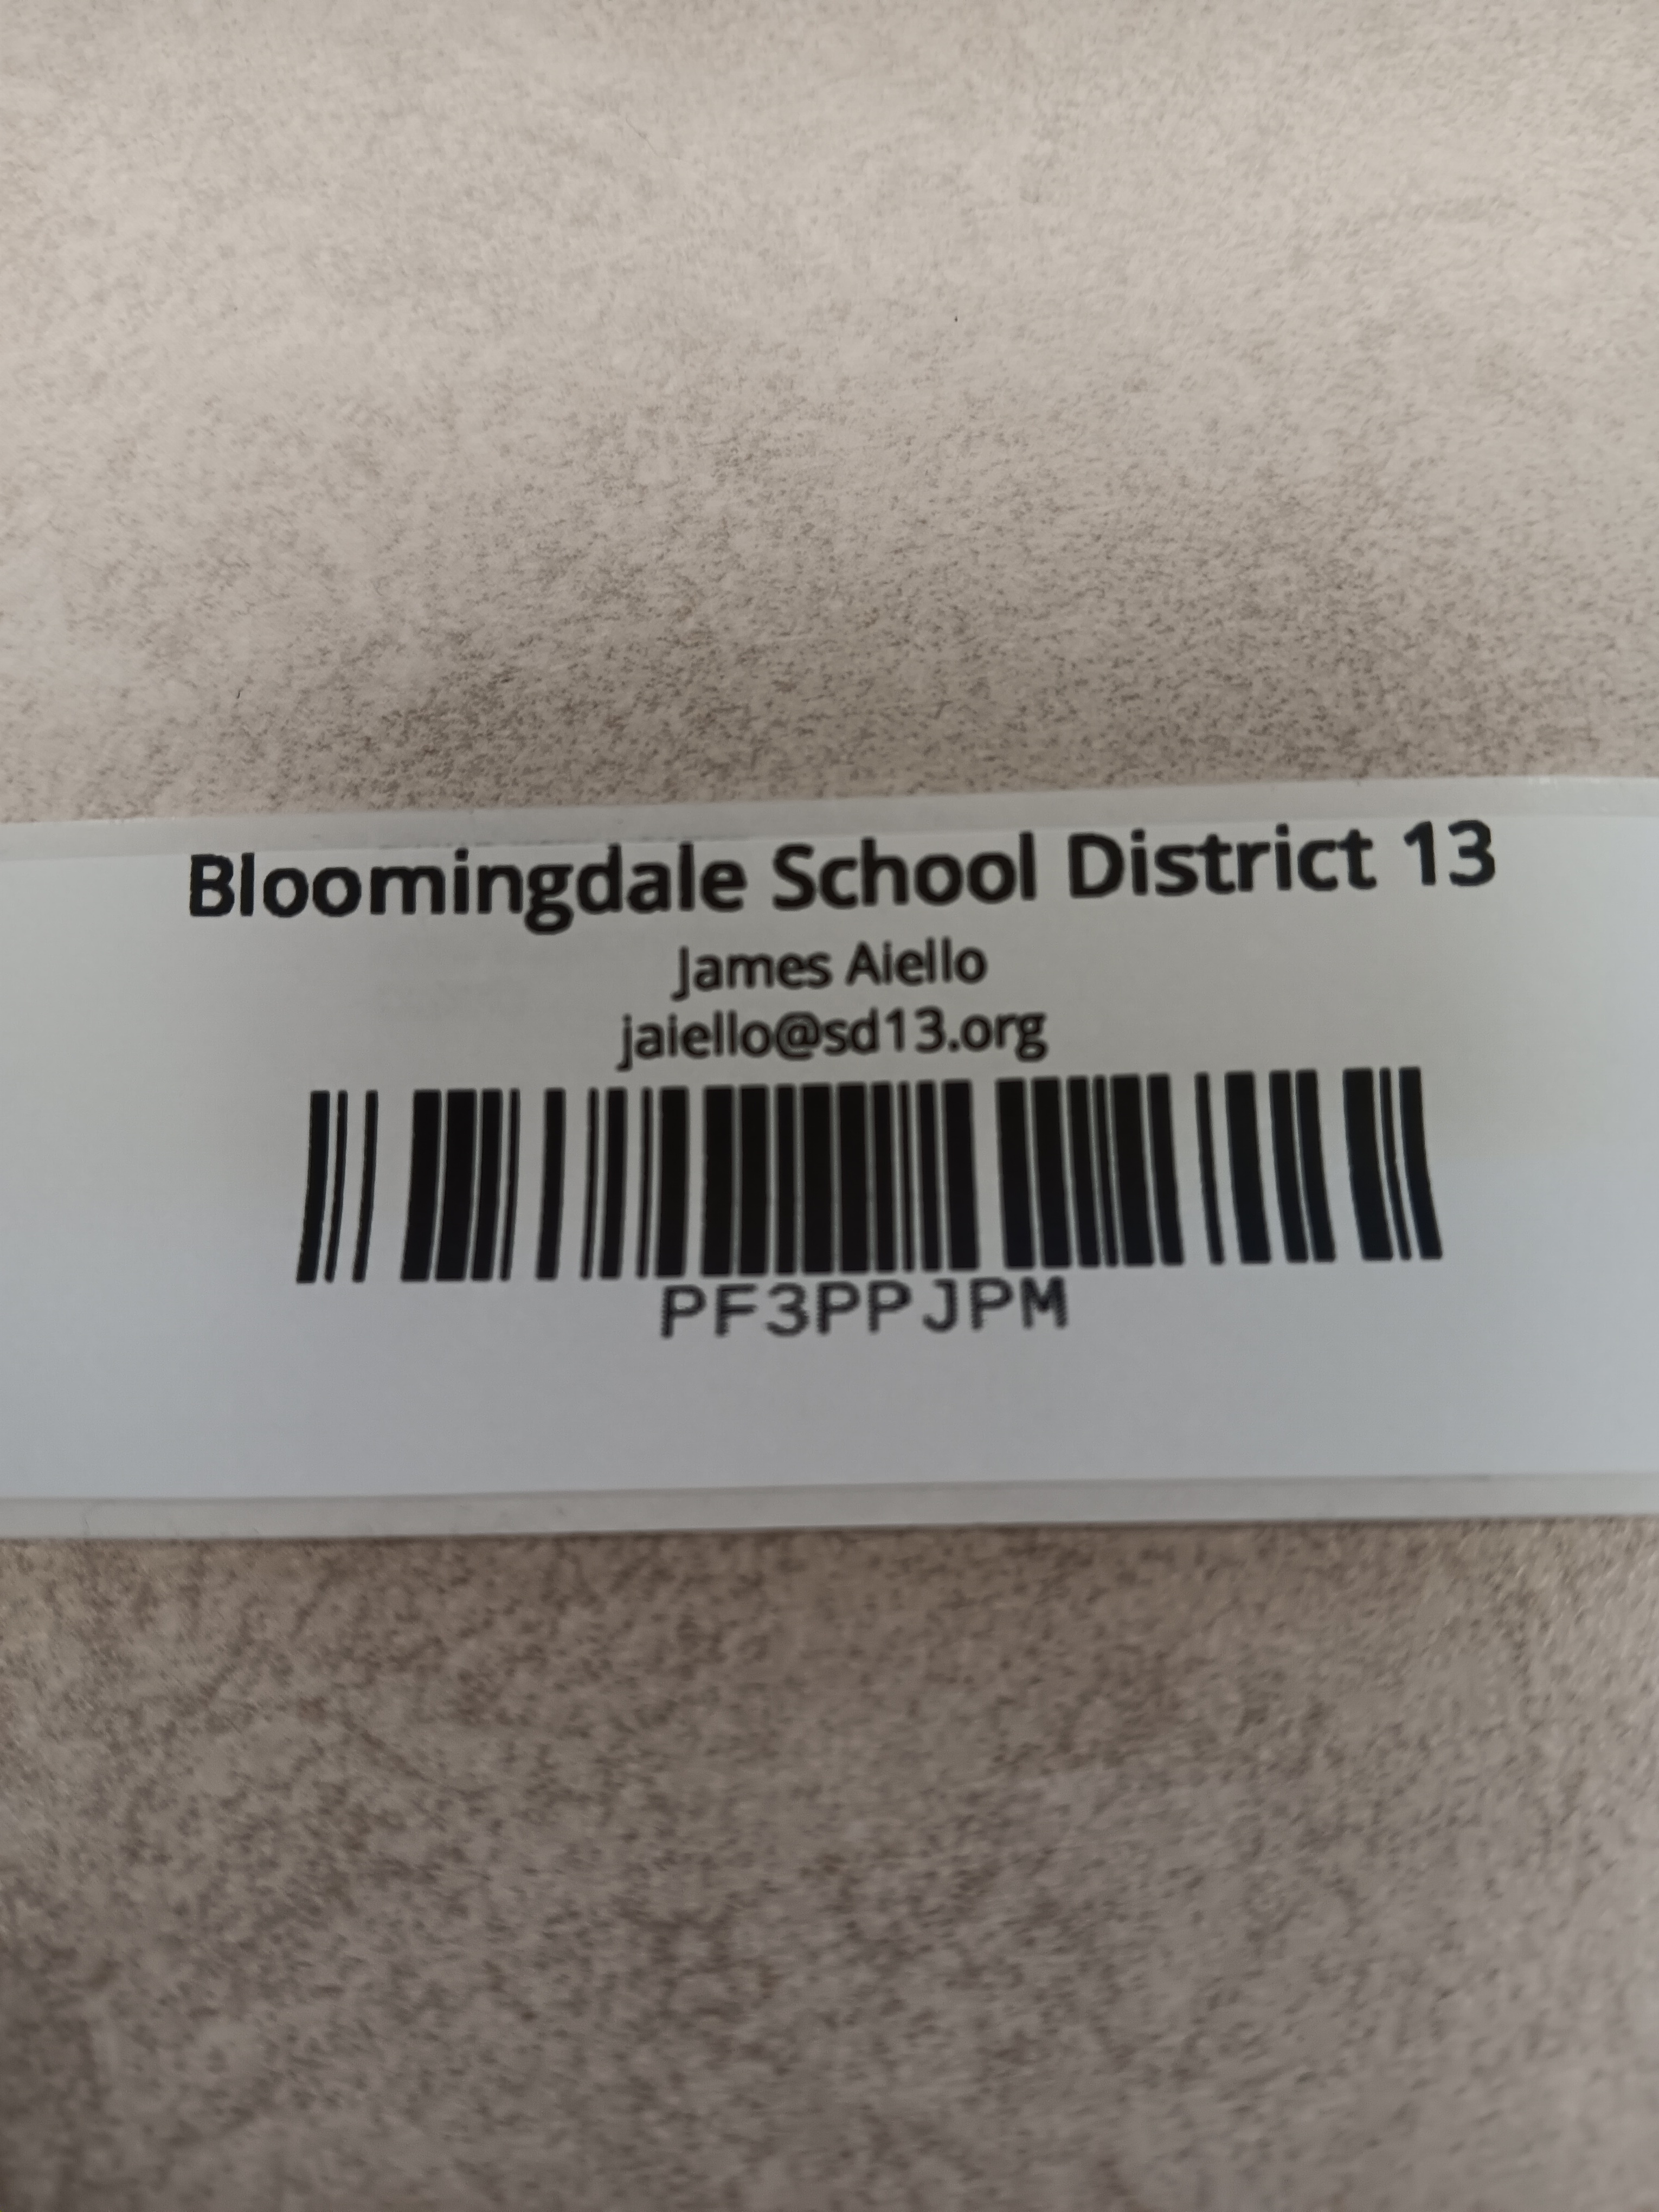 Bloomingdale School District 13
James Aiello
jaiello@sd13.org
PF3PPJPM